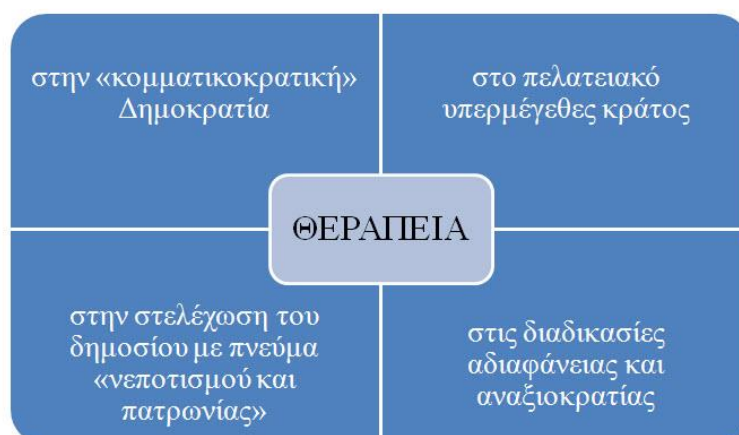 στην «κομματικοκρατική»
Δημοκρατία
στο πελατειακό
υπερμέγεθες κράτος
ΘΕΡΑΠΕΙΑ
στην στελέχωση του
δημοσίου με πνεύμα
«νεποτισμού και
πατρωνίας»
στις διαδικασίες
αδιαφάνειας και
αναξιοκρατίας